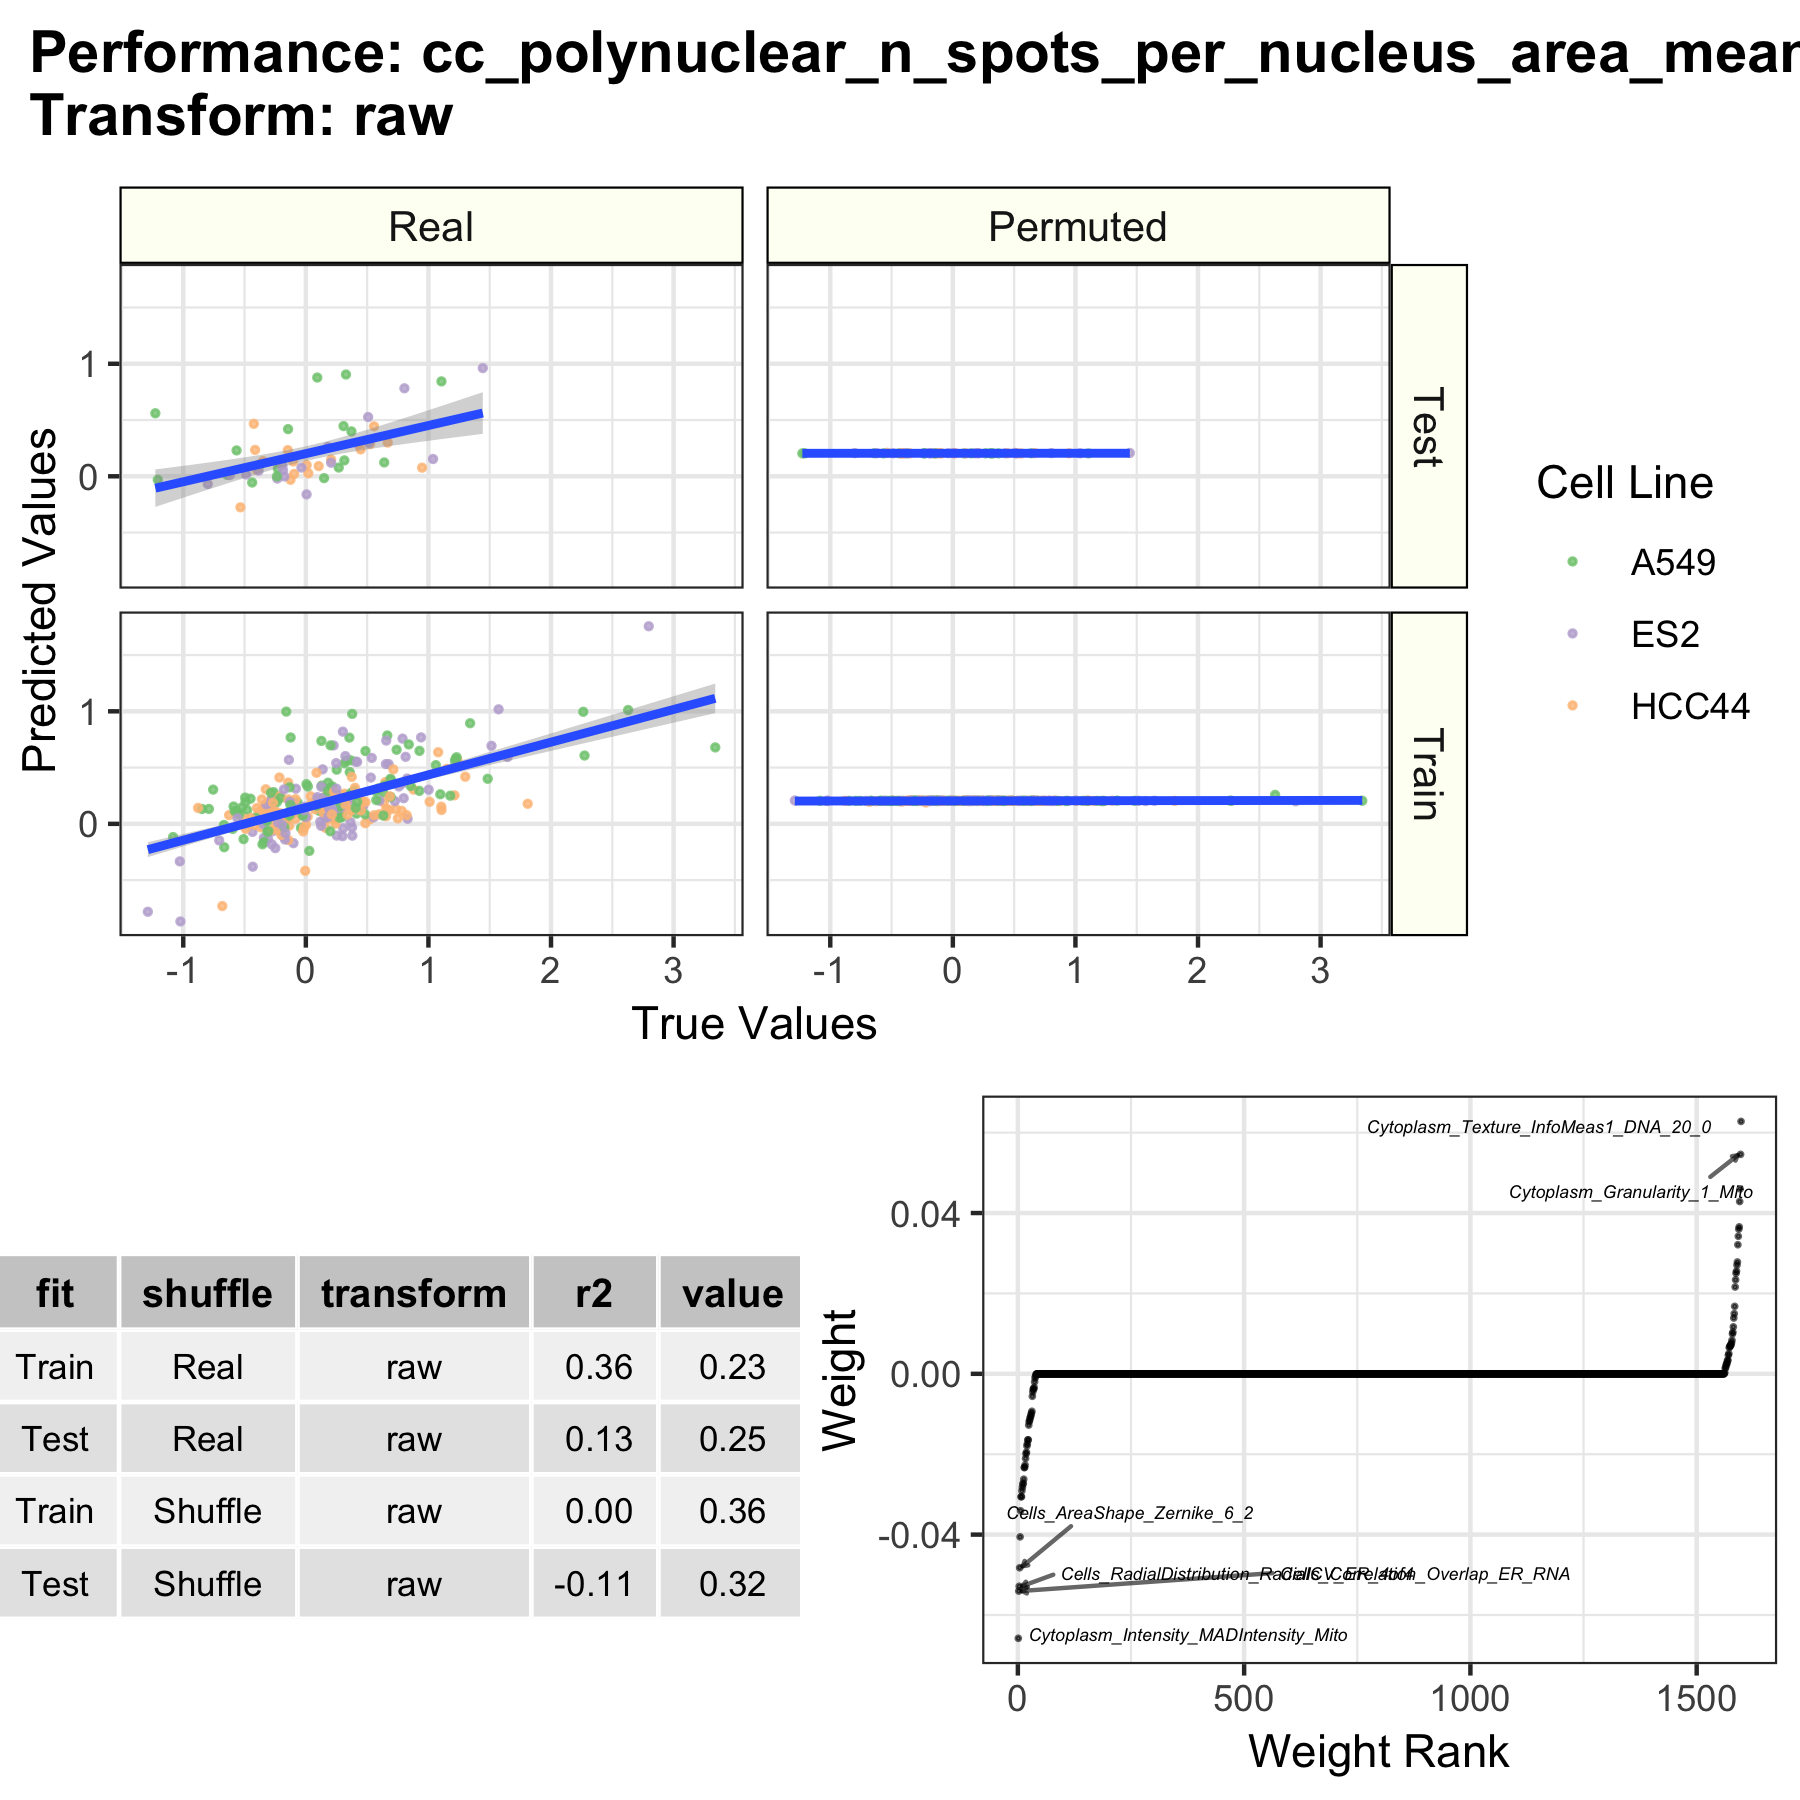 Performance: cc_polynuclear_n_spots_per_nucleus_area_mean
Transform: raw
Real
Permuted
Test
Train
1
0
1
0
Predicted Values
-1 0 1 2 3
-1 0 1 2 3
True Values
Cell Line
A549
ES2
HCC44
fit shuffle transform r2 value
Train Real raw 0.36 0.23
Test Real raw 0.13 0.25
Train Shuffle raw 0.00 0.36
Test Shuffle raw -0.11 0.32
Weight
0.04
0.00
-0.04
Cytoplasm_Texture_InfoMeas1_DNA_20_0
Cytoplasm_Granularity_1_Mito
Cells_AreaShape_Zernike_6_2
Cells_RadialDistribution_RadialCV_ER_4of4
Cells_Correlation_Overlap_ER_RNA
Cytoplasm_Intensity_MADIntensity_Mito
0 500 1000 1500
Weight Rank